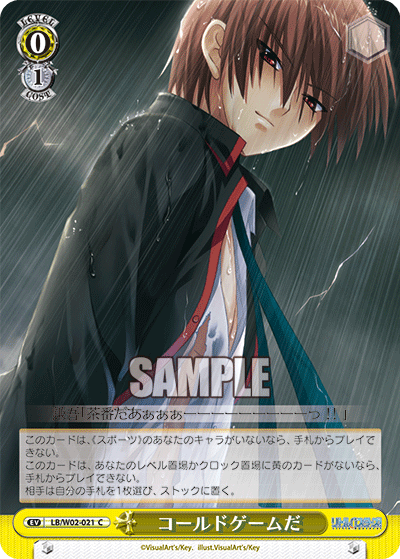 LEVEL
0
1
COST
SAMPLE
謙吾「茶番だあぁぁぁーーーーーーーーーっ!!」
このカードは、《スポーツ》のあなたのキャラがいないなら、手札からプレイで
きない。
このカードは、あなたのレベル置場かクロック置場に黄のカードがないなら、
手札からプレイできない。
相手は自分の手札を1枚選び、ストックに置く。
EV LB/W02-021 C
コールドゲームだ
©VisualArt's/Key. illust.VisualArt's/Key